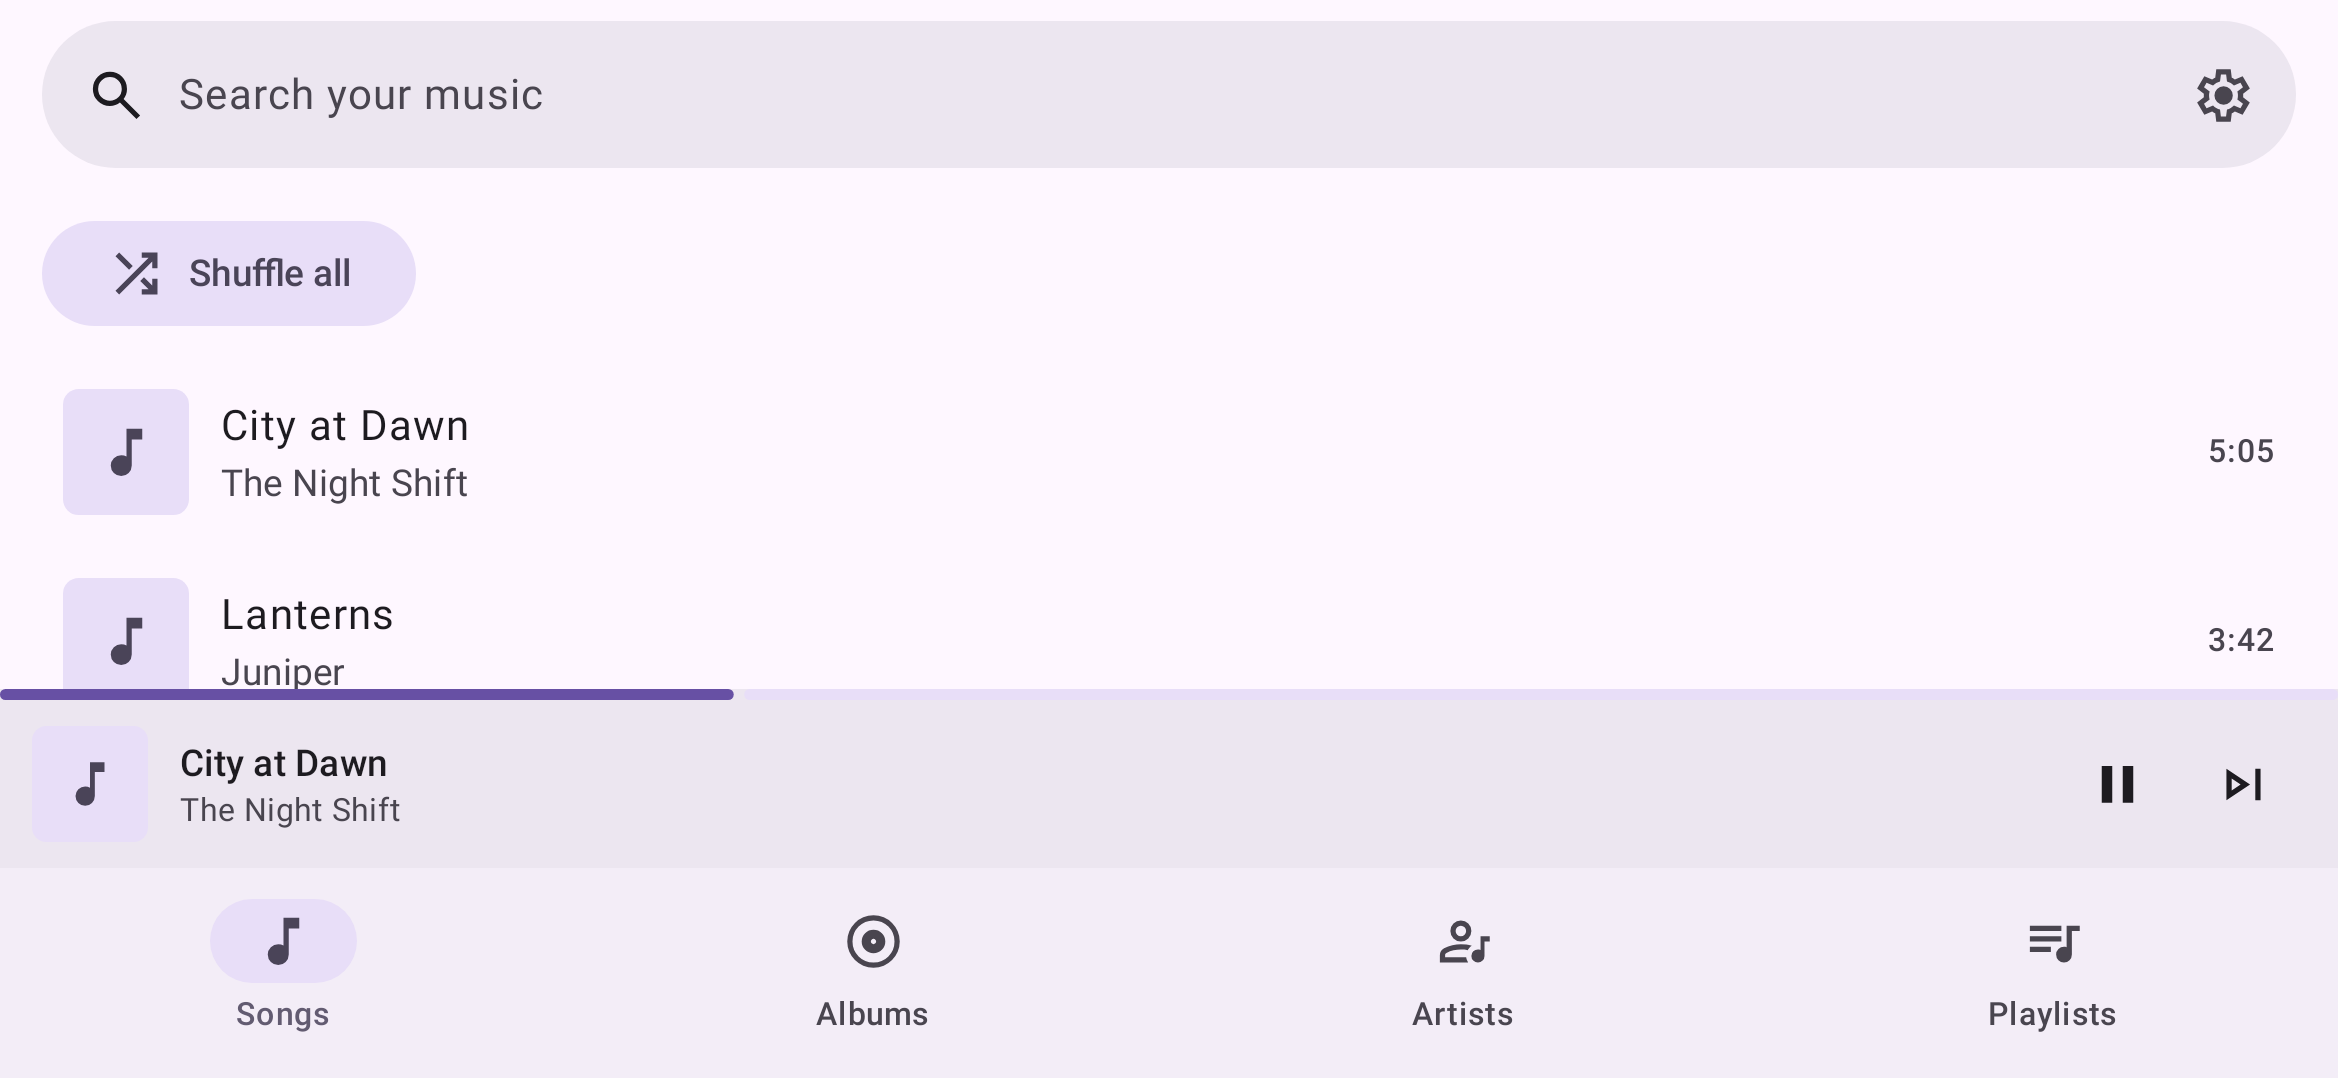 Search your music
Shuffle all
City at Dawn
The Night Shift
5:05
Lanterns
Juniper
3:42
City at Dawn
The Night Shift
Songs
Albums
Artists
Playlists